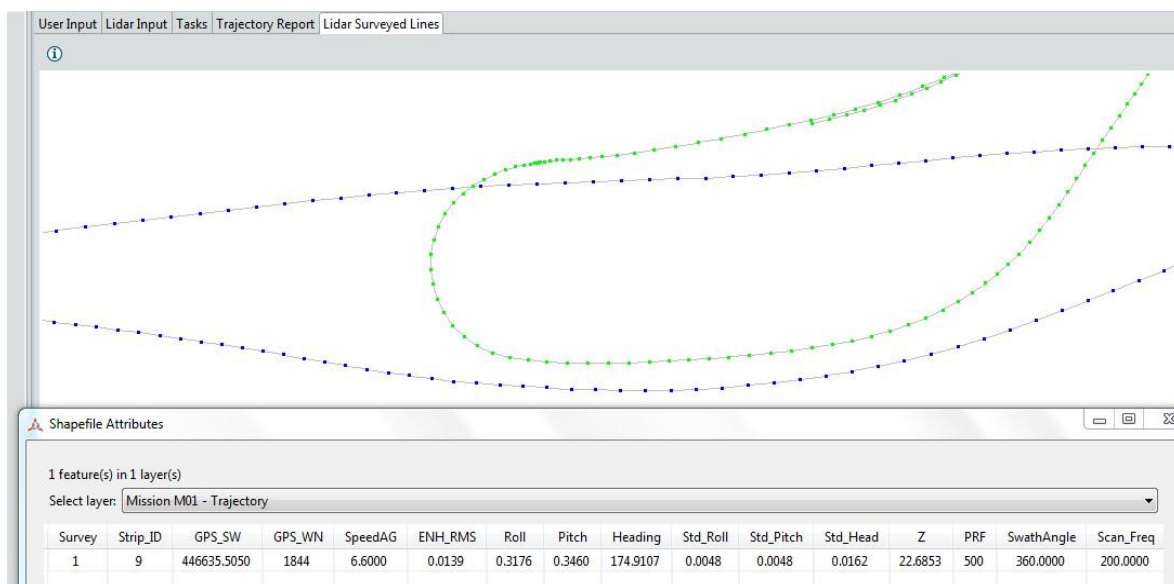 User Input Lidar Input Tasks Trajectory Report Lidar Surveyed Lines
Shapefile Attributes
1 feature(s) in 1 layer(s)
Select layer: Mission M01 - Trajectory
Survey Strip_ID GPS_SW GPS_WN SpeedAG ENH_RMS Roll Pitch Heading Std_Roll Std_Pitch Std_Head Z PRF SwathAngle Scan_Freq
1 9 446635.5050 1844 6.6000 0.0139 0.3176 0.3460 174.9107 0.0048 0.0048 0.0162 22.6853 500 360.0000 200.0000